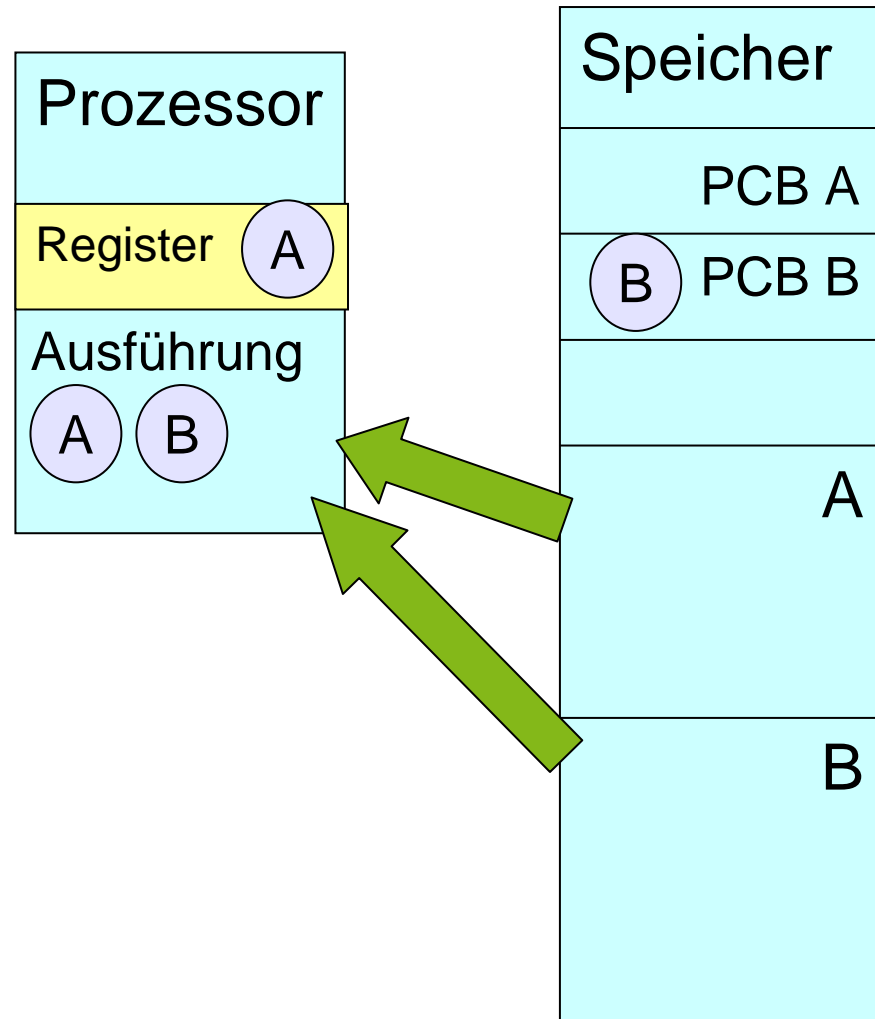 Prozessor
Register A
Ausführung
A B
Speicher
PCB A
B PCB B
A
B